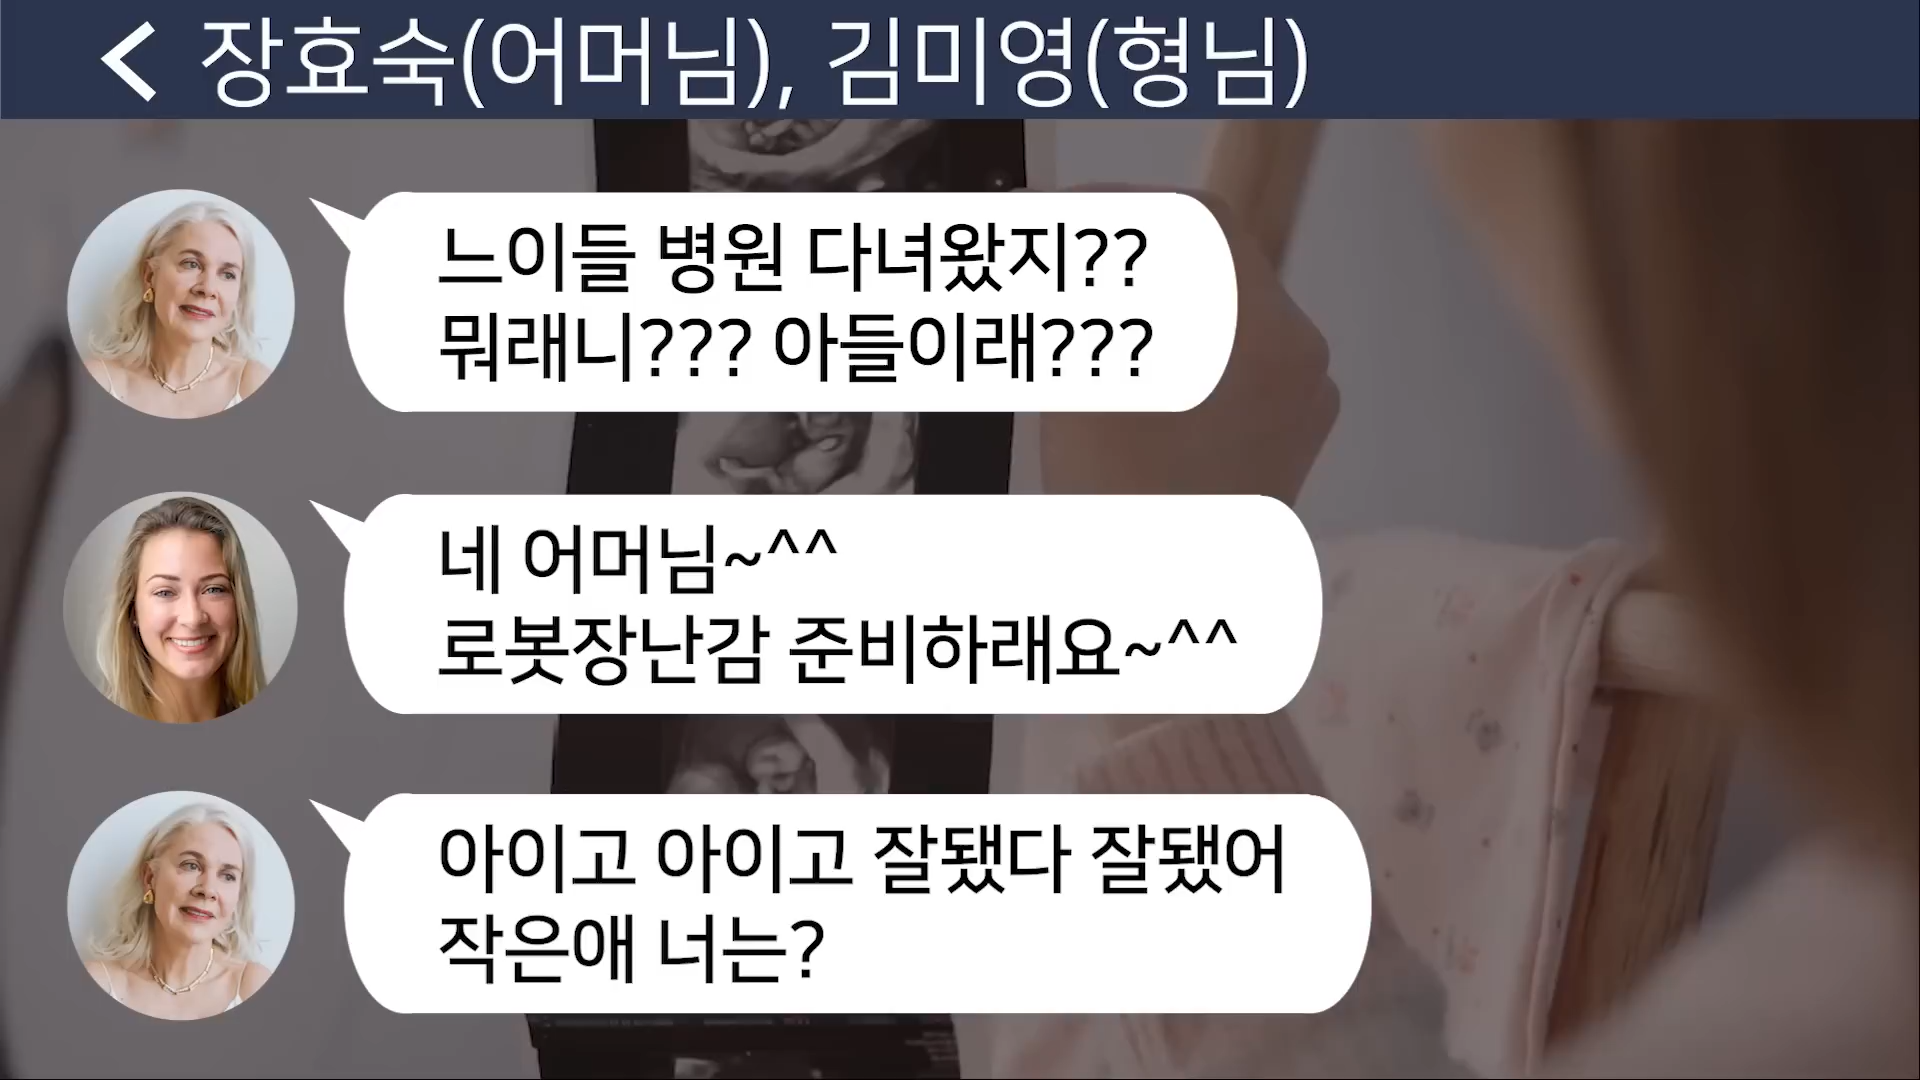 장효숙(어머님), 김미영(형님)
느이들 병원 다녀왔지??
뭐래니??? 아들이래???
네 어머님~^^
로봇장난감 준비하래요~^^
아이고 아이고 잘됐다 잘됐어
작은애 너는?